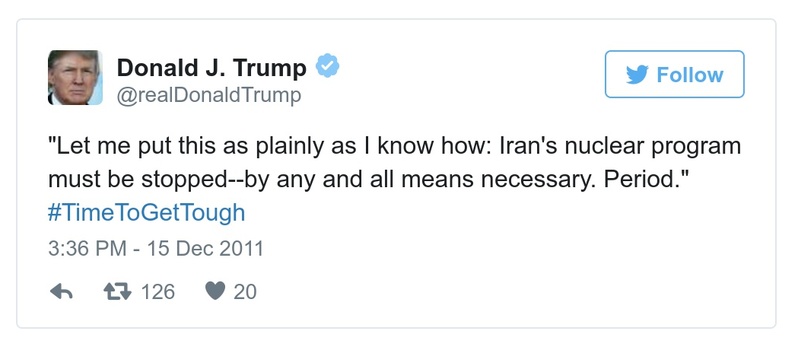 Donald J. Trump
@realDonaldTrump
Follow
"Let me put this as plainly as I know how: Iran's nuclear program
must be stopped--by any and all means necessary. Period."
#TimeToGetTough
3:36 PM - 15 Dec 2011
126 20